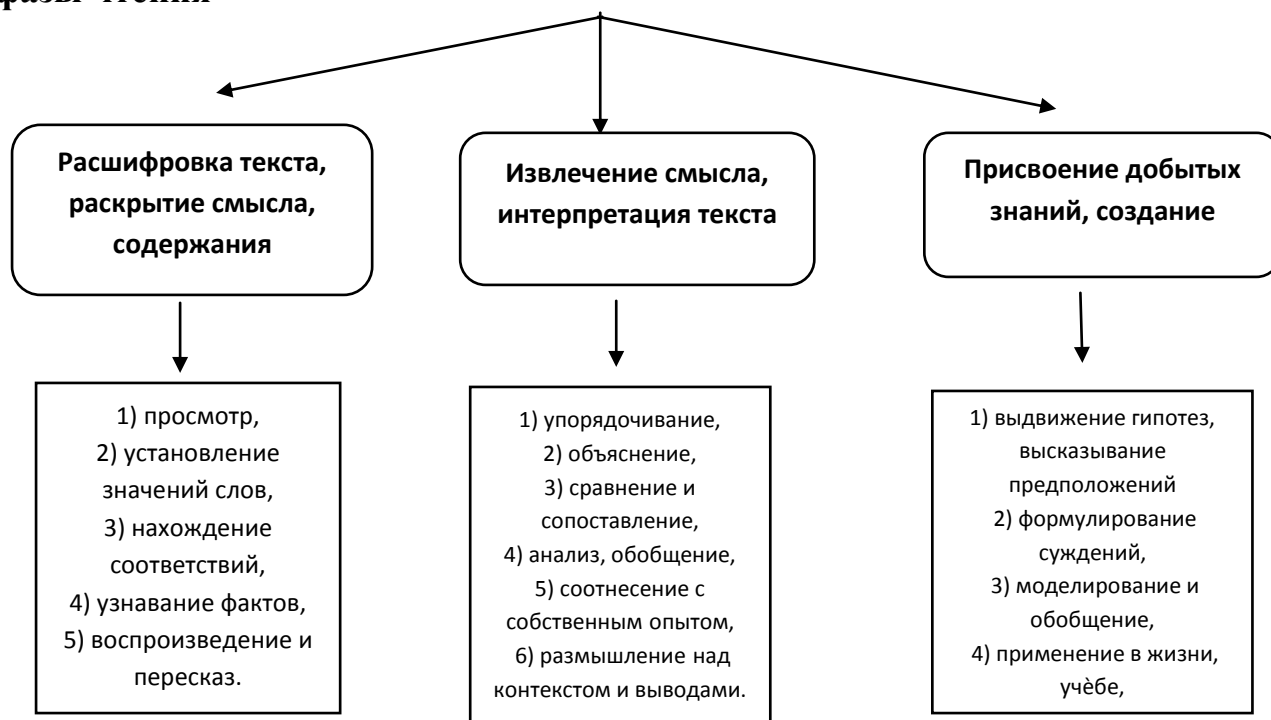 фазы чтения
Расшифровка текста,
раскрытие смысла,
содержания
Извлечение смысла,
интерпретация текста
Присвоение добытых
знаний, создание
1) просмотр,
2) установление
значений слов,
3) нахождение
соответствий,
4) узнавание фактов,
5) воспроизведение и
пересказ.
1) упорядочивание,
2) объяснение,
3) сравнение и
сопоставление,
4) анализ, обобщение,
5) соотнесение с
собственным опытом,
6) размышление над
контекстом и выводами.
1) выдвижение гипотез,
высказывание
предположений
2) формулирование
суждений,
3) моделирование и
обобщение,
4) применение в жизни,
учѐбе,